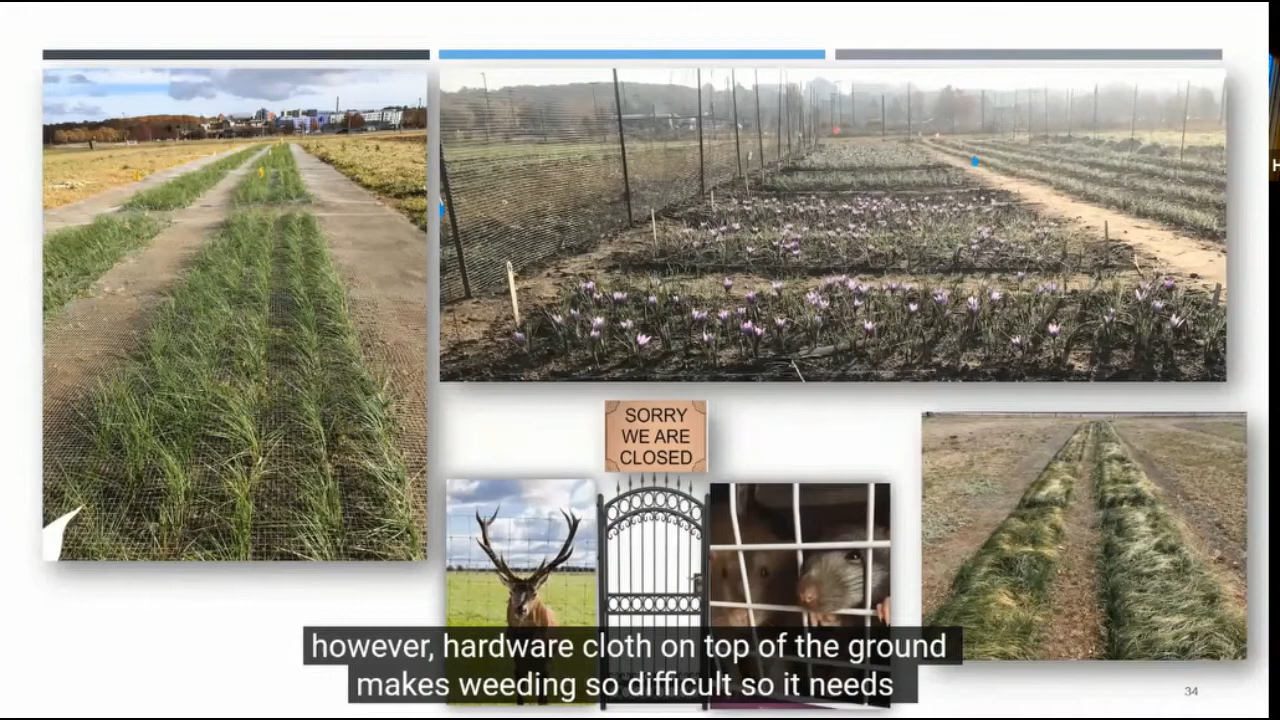 SORRY
WE ARE
CLOSED
however, hardware cloth on top of the ground
makes weeding so difficult so it needs
34
H